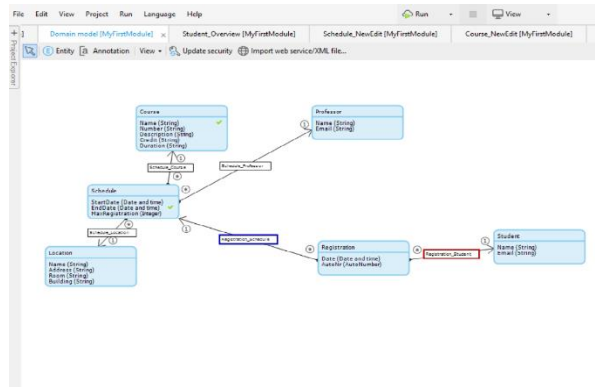 File Edit View Project Run Language Help Run View
Domain model [MyFirstModule] Student_Overview [MyFirstModule] Schedule_NewEdit [MyFirstModule] Course_NewEdit [MyFirstModule]
Entity Annotation View Update security Import web service/XML file...
Project Explorer
Course
Name (String)
Number (String)
Description (String)
Credit (String)
Duration (String)
Professor
Name (String)
Email (String)
Schedule_Course
Schedule_Professor
Schedule
StartDate (Date and time)
EndDate (Date and time)
MaxRegistration (Integer)
Schedule_Location
Location
Name (String)
Address (String)
Room (String)
Building (String)
Registration_Schedule
Registration
Date (Date and time)
AutoNr (AutoNumber)
Registration_Student
Student
Name (String)
Email (String)